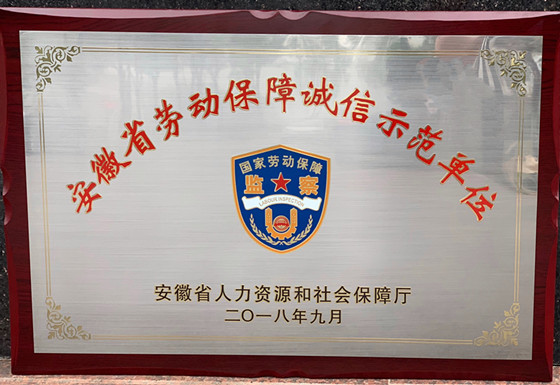 安徽省劳动保障诚信示范单位
国家劳动保障
监★察
LABOUR INSPECTION
安徽省人力资源和社会保障厅
二〇一八年九月